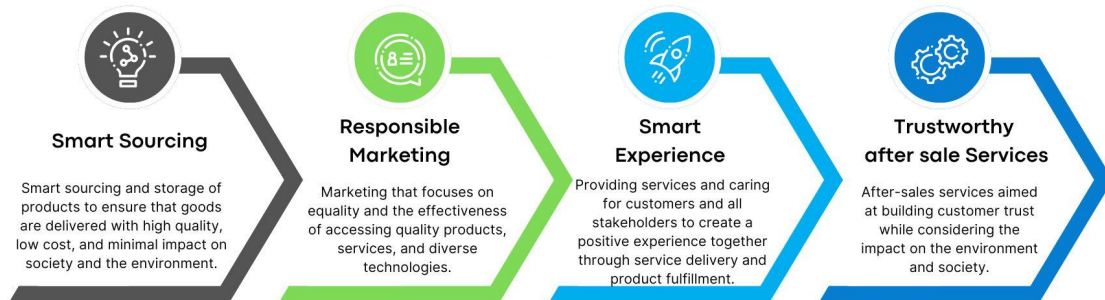 Smart Sourcing
Smart sourcing and storage of
products to ensure that goods
are delivered with high quality,
low cost, and minimal impact on
society and the environment.
Responsible
Marketing
Marketing that focuses on
equality and the effectiveness
of accessing quality products,
services, and diverse
technologies.
Smart
Experience
Providing services and caring
for customers and all
stakeholders to create a
positive experience together
through service delivery and
product fulfillment.
Trustworthy
after sale Services
After-sales services aimed
at building customer trust
while considering the
impact on the environment
and society.